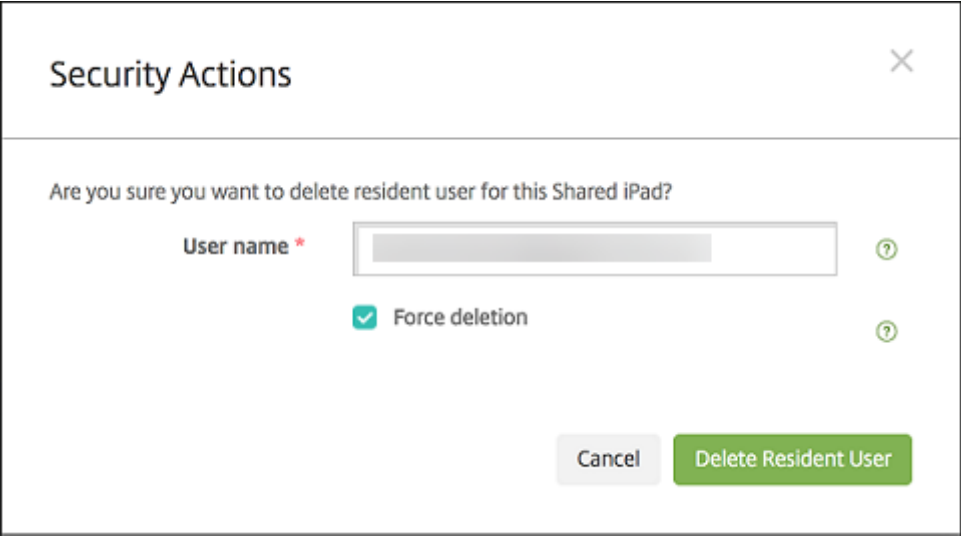 Security Actions
Are you sure you want to delete resident user for this Shared iPad?
User name *
?
Force deletion
?
Cancel
Delete Resident User